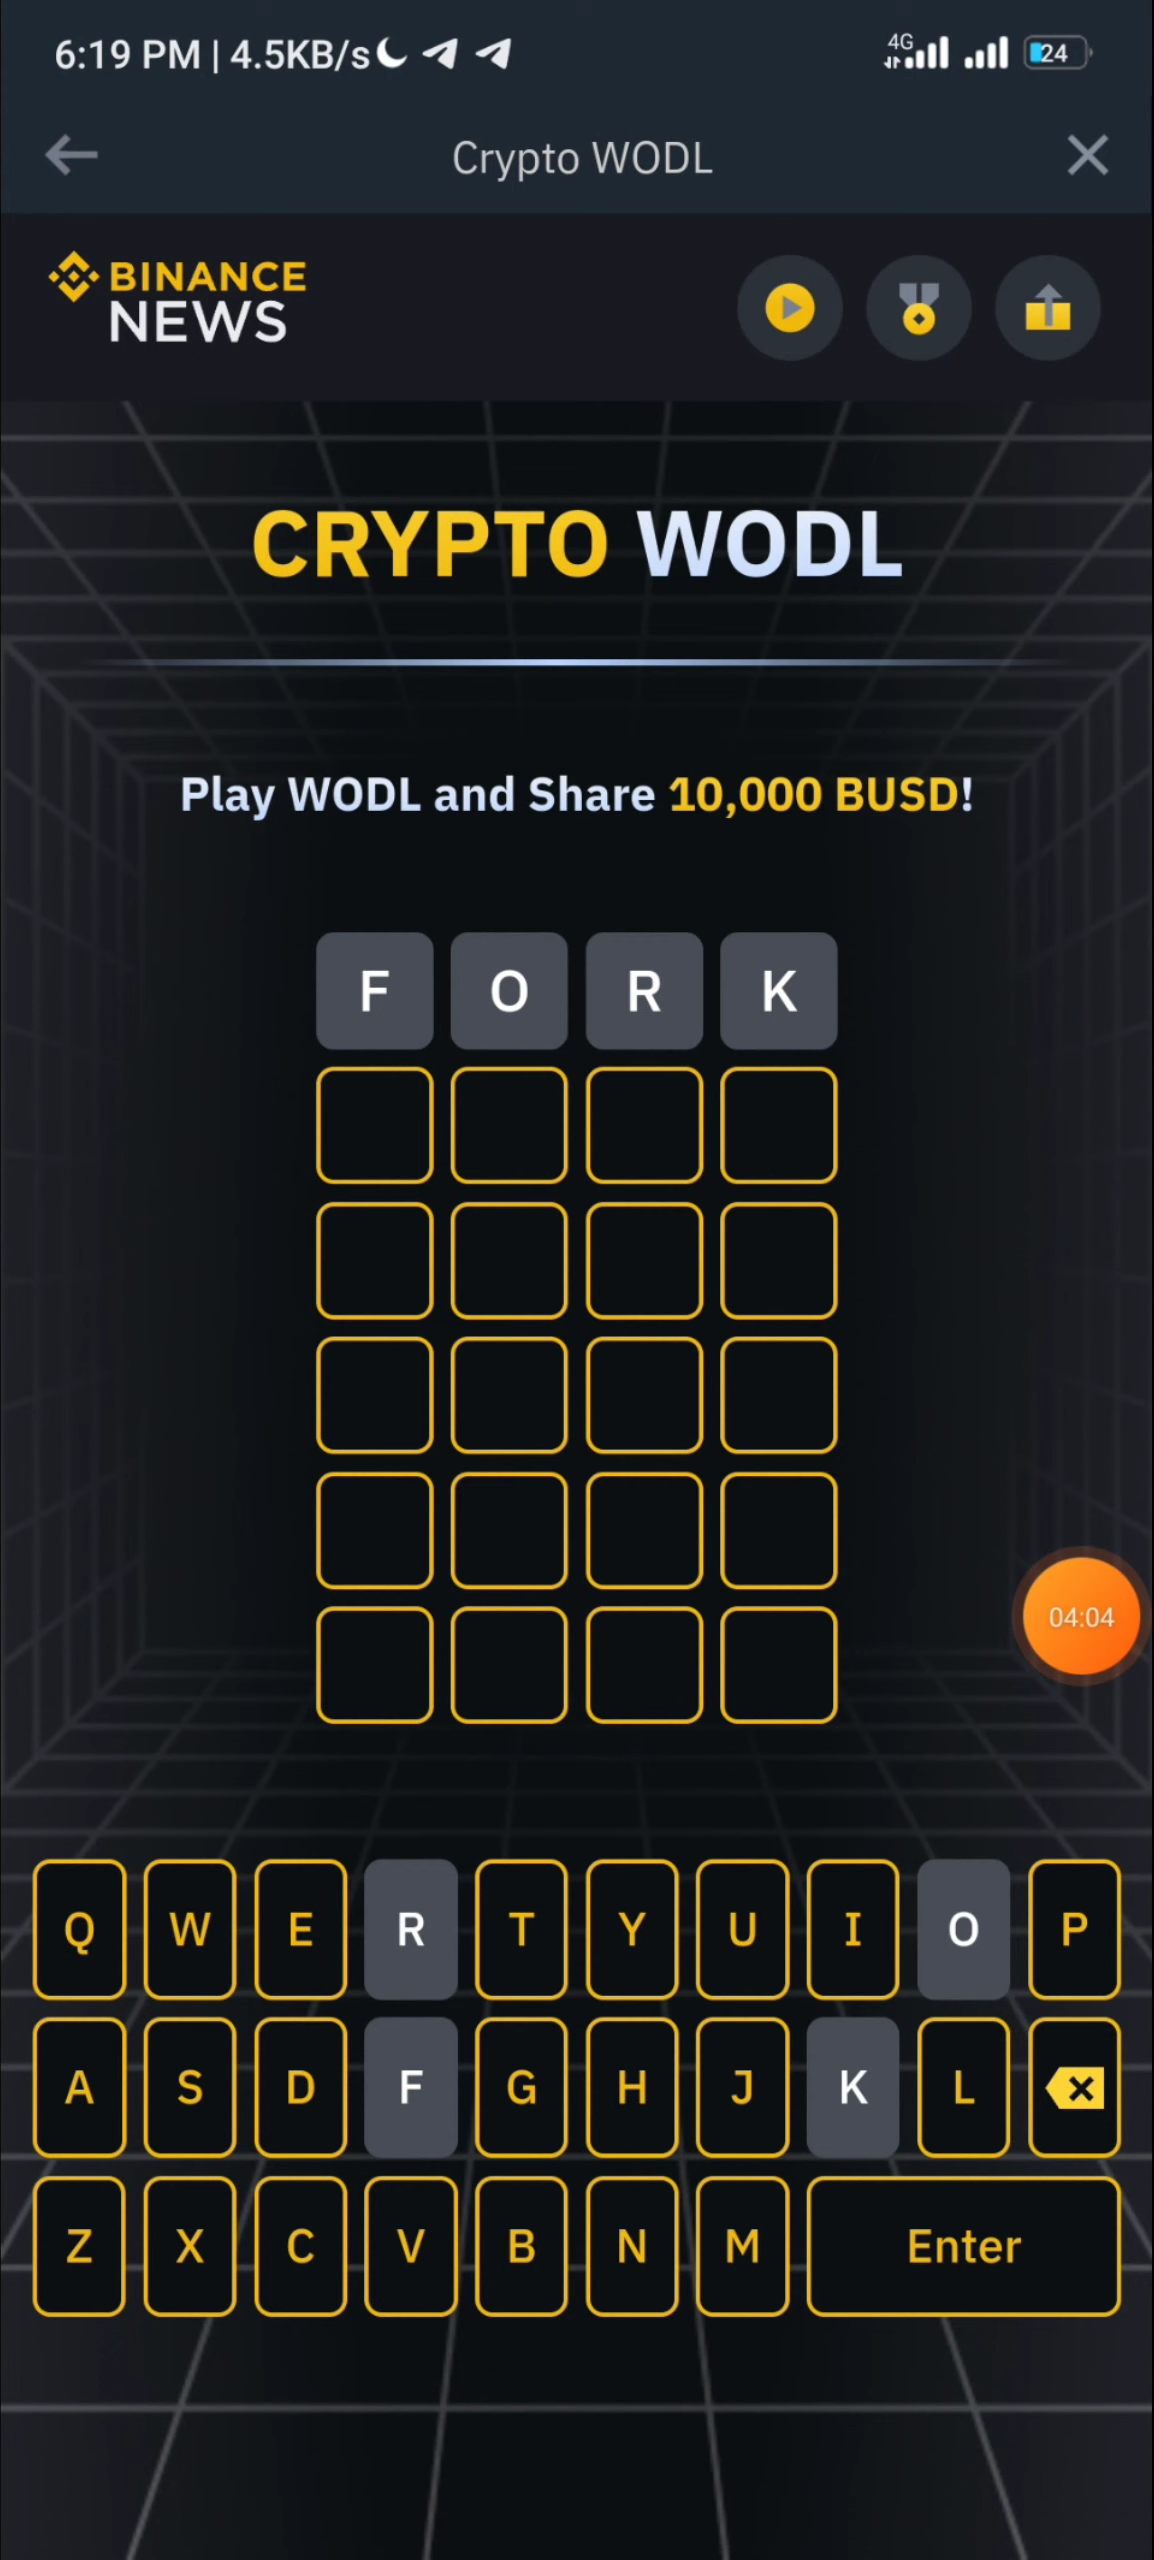 6:19 PM | 4.5KB/s 4G 24
Crypto WODL
BINANCE
NEWS
CRYPTO WODL
Play WODL and Share 10,000 BUSD!
F O R K
04:04
Q W E R T Y U I O P
A S D F G H J K L
Z X C V B N M Enter